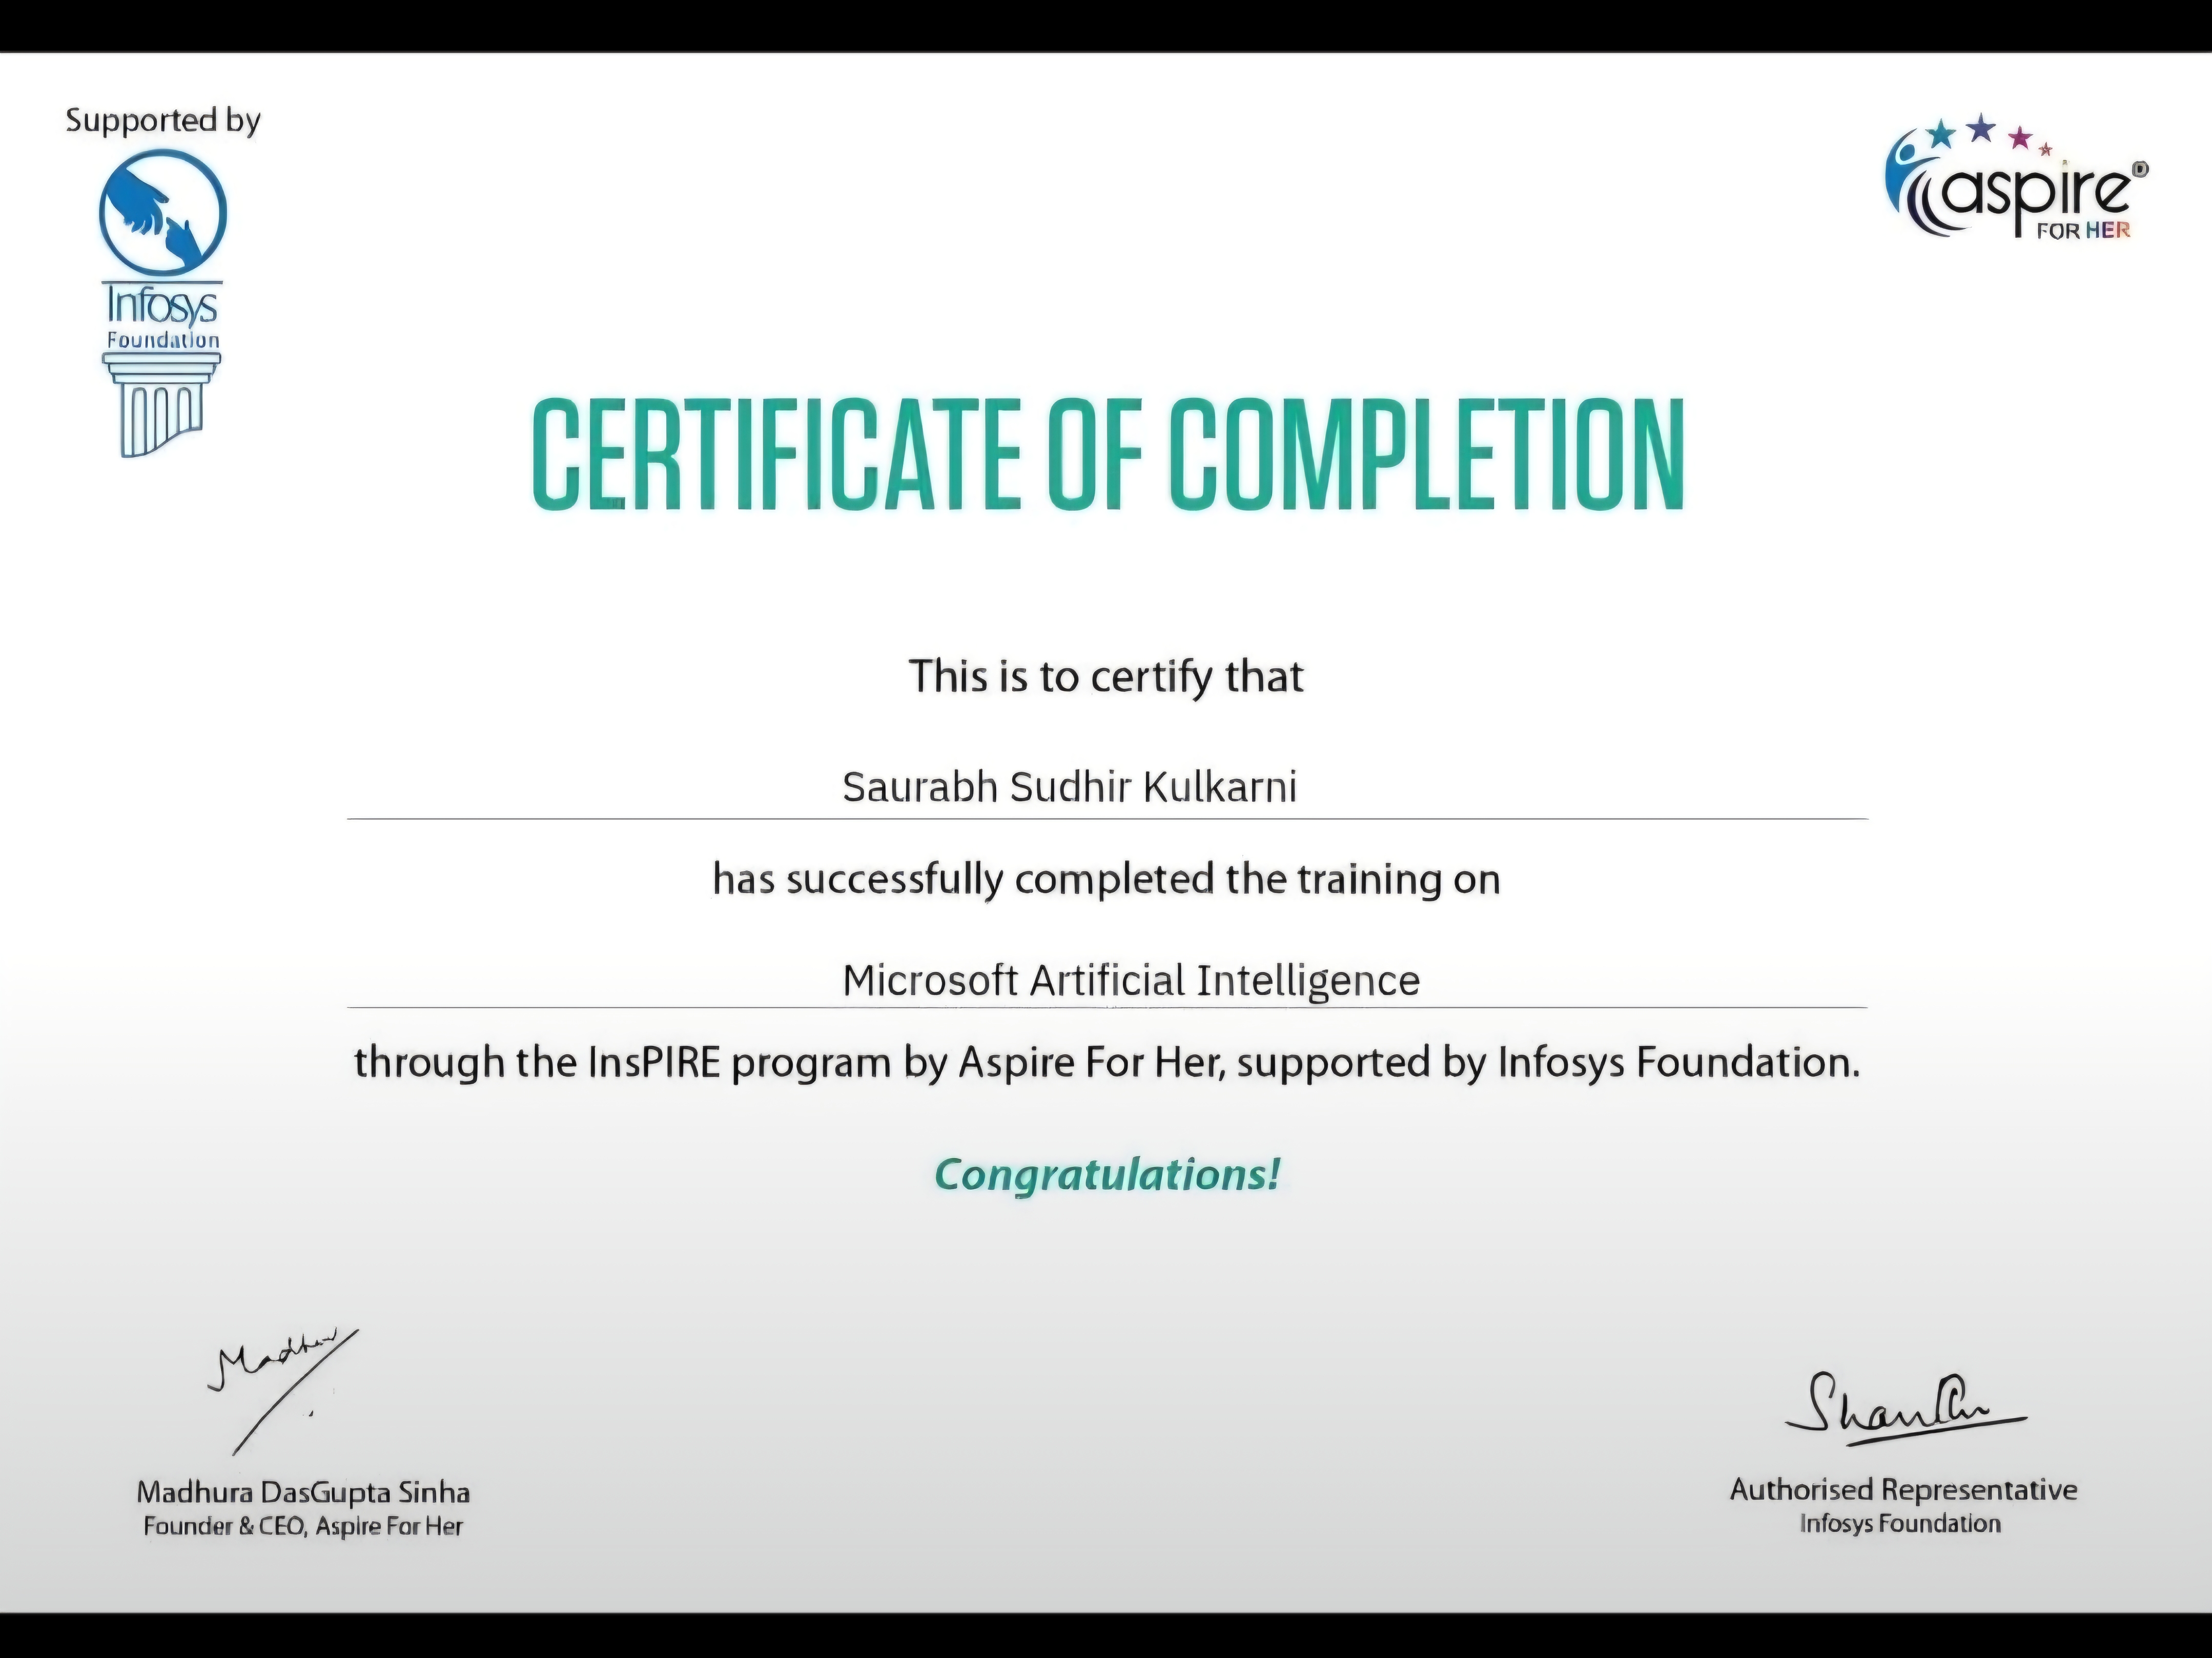 Supported by
Infosys
Foundation
aspire
FOR HER
CERTIFICATE OF COMPLETION
This is to certify that
Saurabh Sudhir Kulkarni
has successfully completed the training on
Microsoft Artificial Intelligence
through the InsPIRE program by Aspire For Her, supported by Infosys Foundation.
Congratulations!
Madhura DasGupta Sinha
Founder & CEO, Aspire For Her
Authorised Representative
Infosys Foundation